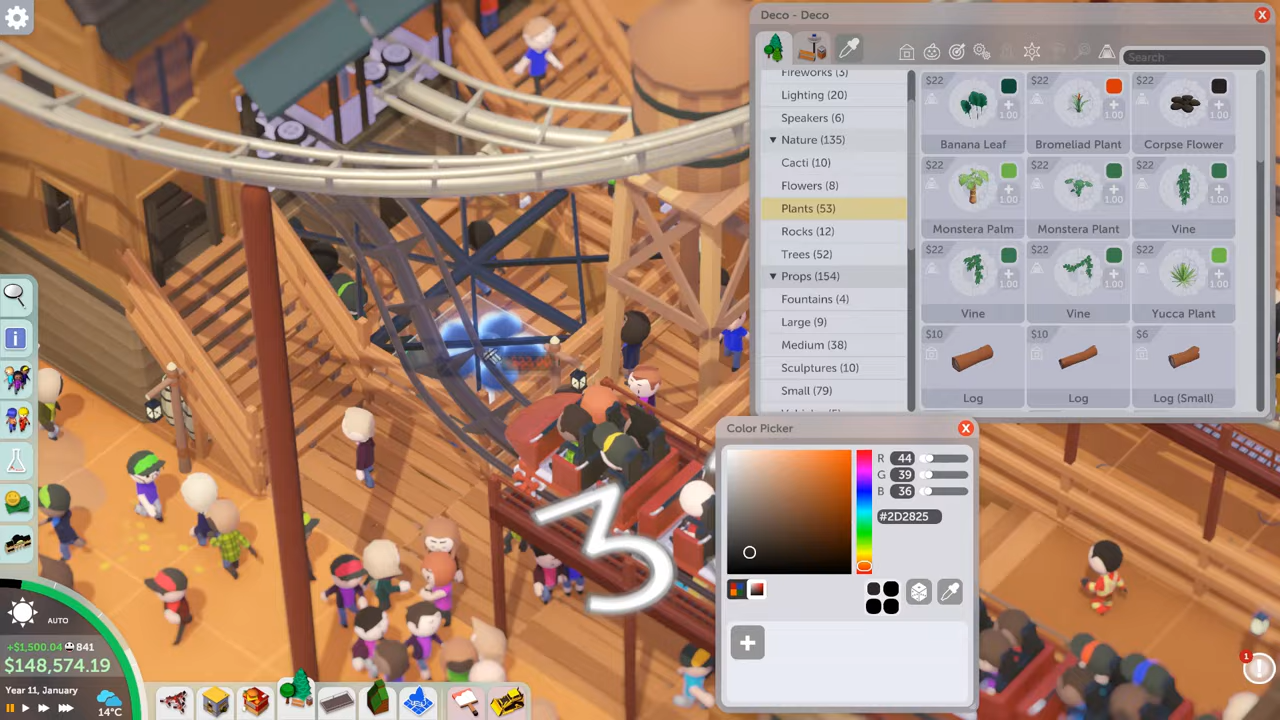 Deco - Deco
X
Search
Fireworks (3)
Lighting (20)
Speakers (6)
Nature (135)
Cacti (10)
Flowers (8)
Plants (53)
Rocks (12)
Trees (52)
Props (154)
Fountains (4)
Large (9)
Medium (38)
Sculptures (10)
Small (79)
$22
1.00
Banana Leaf
$22
1.00
Bromeliad Plant
$22
1.00
Corpse Flower
$22
1.00
Monstera Palm
$22
1.00
Monstera Plant
$22
1.00
Vine
$22
1.00
Vine
$22
1.00
Vine
$22
1.00
Yucca Plant
$10
Log
$10
Log
$6
Log (Small)
Color Picker
X
R 44
G 39
B 36
#2D2825
3
AUTO
+$1,500.04 841
$148,574.19
Year 11, January
14°C
1